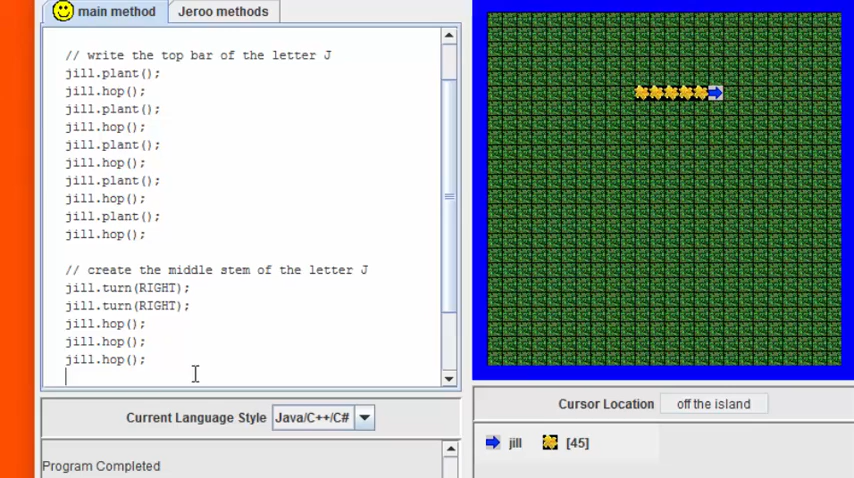 main method
Jeroo methods
// write the top bar of the letter J
jill.plant();
jill.hop();
jill.plant();
jill.hop();
jill.plant();
jill.hop();
jill.plant();
jill.hop();
jill.plant();
jill.hop();
// create the middle stem of the letter J
jill.turn(RIGHT);
jill.turn(RIGHT);
jill.hop();
jill.hop();
jill.hop();
Current Language Style Java/C++/C#
Program Completed
Cursor Location off the island
jill [45]